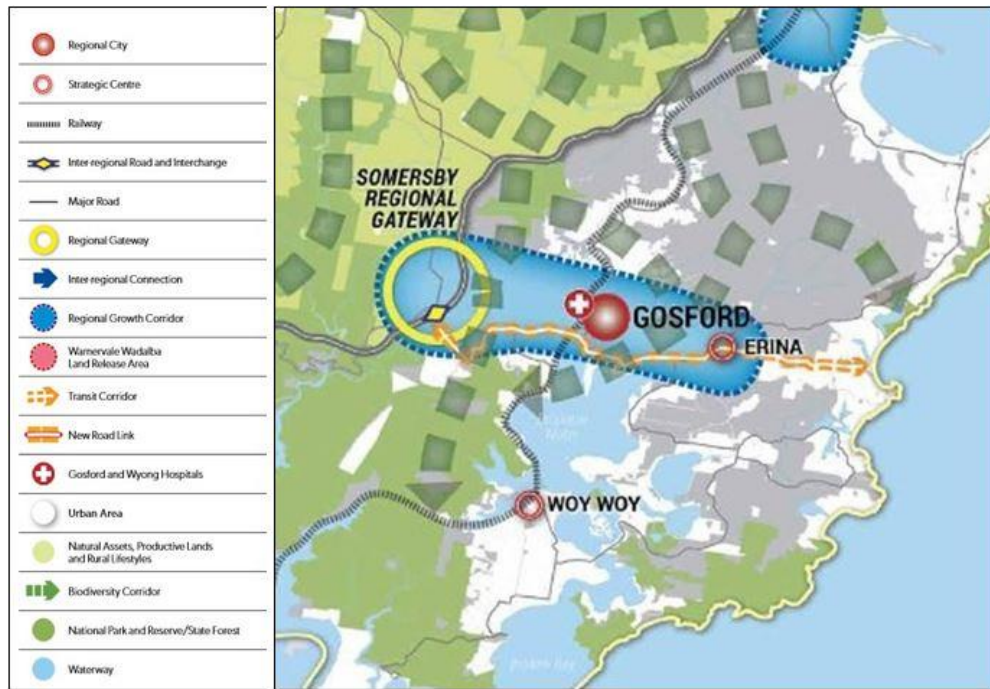 Regional City
Strategic Centre
Railway
Inter-regional Road and Interchange
Major Road
Regional Gateway
Inter-regional Connection
Regional Growth Corridor
Warnervale Wadalba
Land Release Area
Transit Corridor
New Road Link
Gosford and Wyong Hospitals
Urban Area
Natural Assets, Productive Lands
and Rural Lifestyles
Biodiversity Corridor
National Park and Reserve/State Forest
Waterway
SOMERSBY
REGIONAL
GATEWAY
GOSFORD
ERINA
WOY WOY